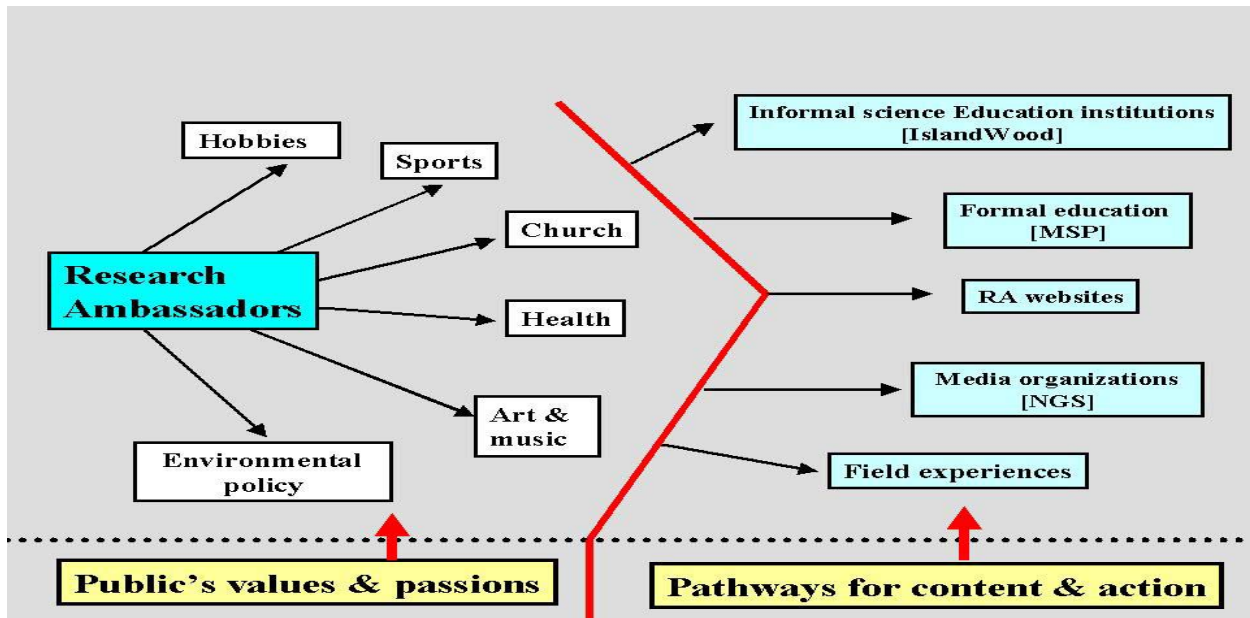 Hobbies
Sports
Church
Research
Ambassadors
Health
Art &
music
Environmental
policy
Public's values & passions
Informal science Education institutions
[IslandWood]
Formal education
[MSP]
RA websites
Media organizations
[NGS]
Field experiences
Pathways for content & action